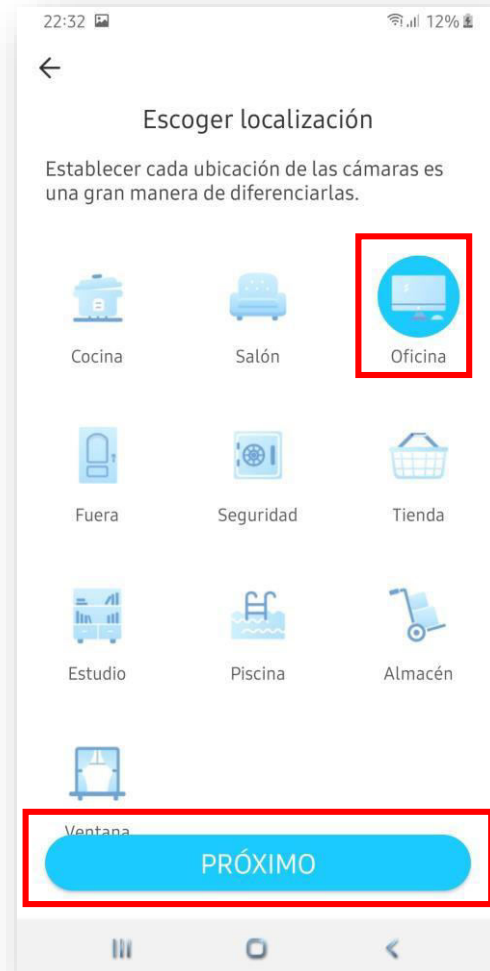 22:32 12%
Escoger localización
Establecer cada ubicación de las cámaras es
una gran manera de diferenciarlas.
Cocina Salón Oficina
Fuera Seguridad Tienda
Estudio Piscina Almacén
Ventana
PRÓXIMO